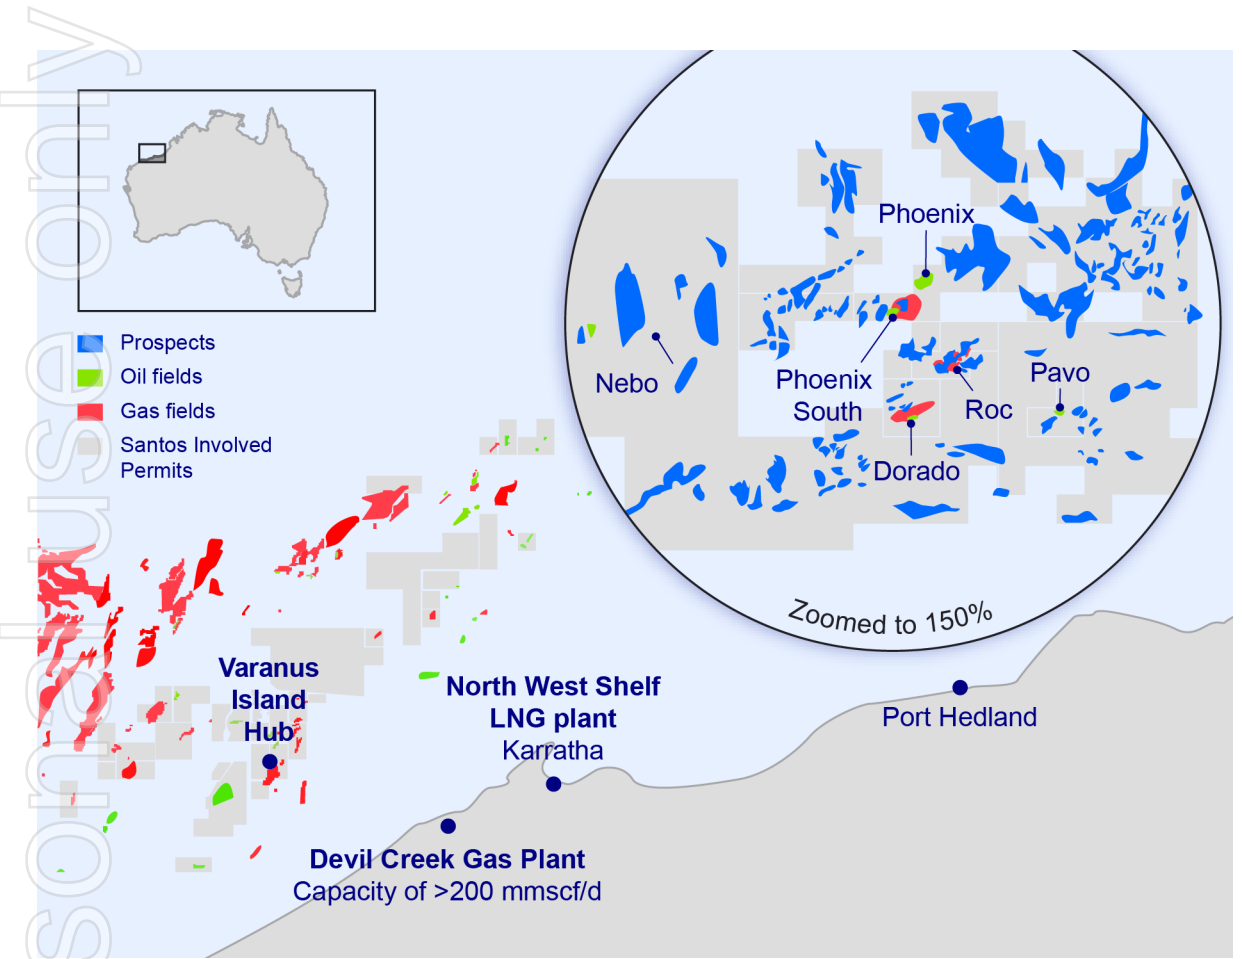 sonal use only
Prospects
Oil fields
Gas fields
Santos Involved
Permits
Phoenix
Nebo
Phoenix
South
Roc
Pavo
Dorado
Zoomed to 150%
Varanus
Island
Hub
North West Shelf
LNG plant
Karratha
Port Hedland
Devil Creek Gas Plant
Capacity of >200 mmscf/d